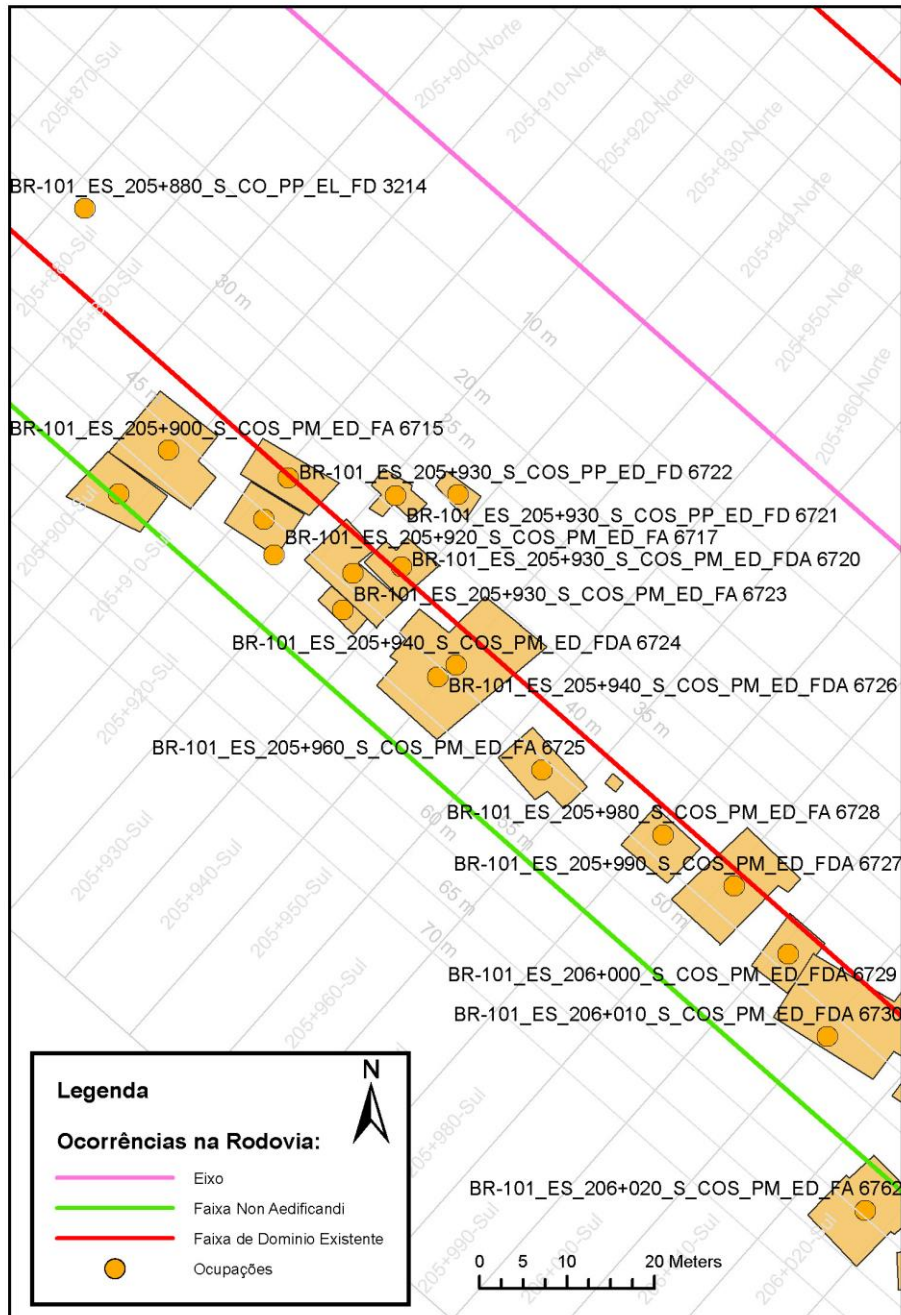 205+870-Sul
205+900-Norte
205+910-Norte
205+920-Norte
205+930-Norte
205+940-Norte
205+950-Norte
205+960-Norte
BR-101_ES_205+880_S_CO_PP_EL_FD 3214
205+880-Sul
205+890-Sul
30 m
10 m
20 m
25 m
45 m
BR-101_ES_205+900_S_COS_PM_ED_FA 6715
BR-101_ES_205+930_S_COS_PP_ED_FD 6722
205+900-Sul
BR-101_ES_205+930_S_COS_PP_ED_FD 6721
BR-101_ES_205+920_S_COS_PM_ED_FA 6717
BR-101_ES_205+930_S_COS_PM_ED_FDA 6720
205+910-Sul
BR-101_ES_205+930_S_COS_PM_ED_FA 6723
BR-101_ES_205+940_S_COS_PM_ED_FDA 6724
205+920-Sul
BR-101_ES_205+940_S_COS_PM_ED_FDA 6726
40 m
35 m
BR-101_ES_205+960_S_COS_PM_ED_FA 6725
BR-101_ES_205+980_S_COS_PM_ED_FA 6728
60 m
55 m
205+930-Sul
205+940-Sul
205+950-Sul
BR-101_ES_205+990_S_COS_PM_ED_FDA 6727
65 m
50 m
70 m
BR-101_ES_206+000_S_COS_PM_ED_FDA 6729
205+960-Sul
BR-101_ES_206+010_S_COS_PM_ED_FDA 6730
205+980-Sul
BR-101_ES_206+020_S_COS_PM_ED_FA 6762
205+990-Sul
206+020-Sul
Legenda
N
Ocorrências na Rodovia:
Eixo
Faixa Non Aedificandi
Faixa de Dominio Existente
Ocupações
0 5 10 20 Meters